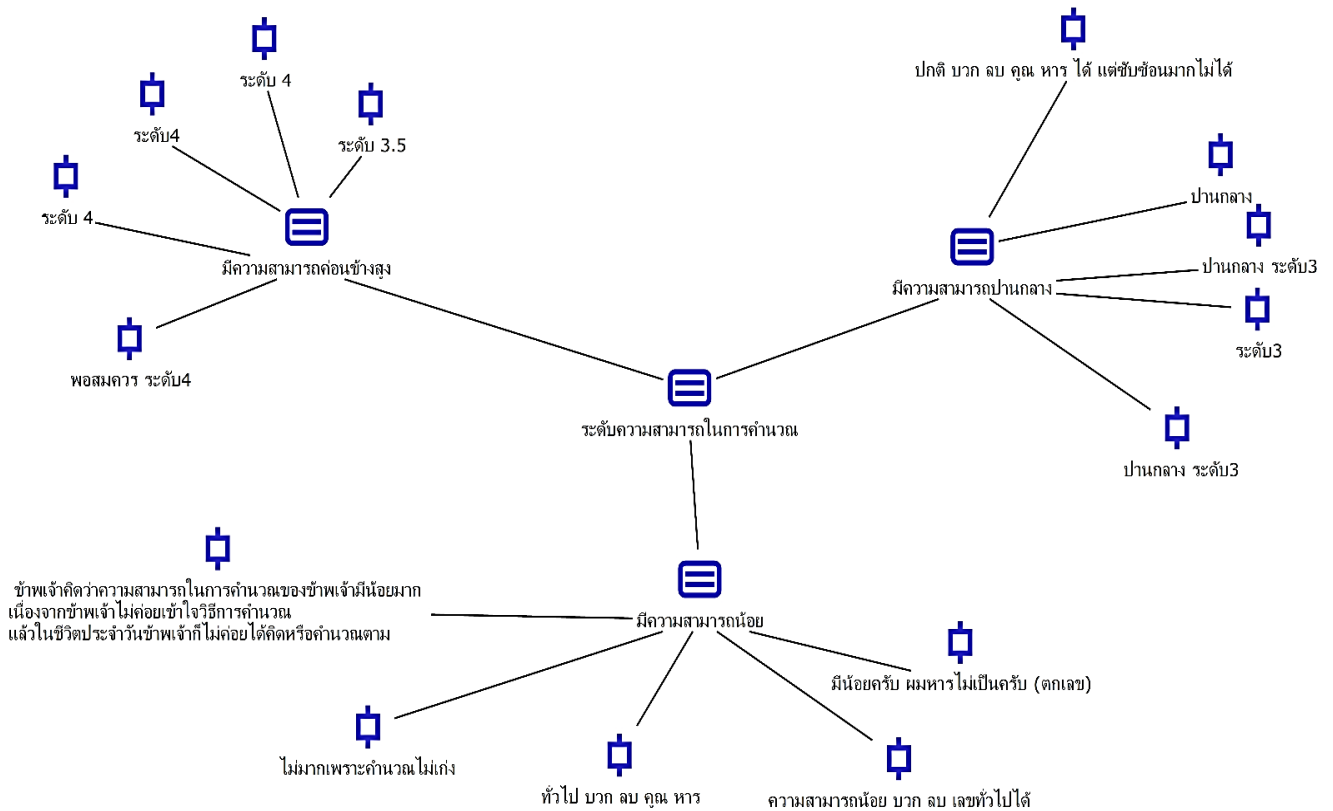 ระดับ 4
ระดับ4
ระดับ 3.5
ระดับ 4
มีความสามารถค่อนข้างสูง
พอสมควร ระดับ4
ปกติ บวก ลบ คูณ หาร ได้ แต่ซับซ้อนมากไม่ได้
ปานกลาง
ปานกลาง ระดับ3
มีความสามารถปานกลาง
ระดับ3
ปานกลาง ระดับ3
ระดับความสามารถในการคำนวณ
ข้าพเจ้าคิดว่าความสามารถในการคำนวณของข้าพเจ้ามีน้อยมาก
เนื่องจากข้าพเจ้าไม่ค่อยเข้าใจวิธีการคำนวณ
แล้วในชีวิตประจำวันข้าพเจ้าก็ไม่ค่อยได้คิดหรือคำนวณตาม
มีความสามารถน้อย
มีน้อยครับ ผมหารไม่เป็นครับ (ตกเลข)
ไม่มากเพราะคำนวณไม่เก่ง
ทั่วไป บวก ลบ คูณ หาร
ความสามารถน้อย บวก ลบ เลขทั่วไปได้